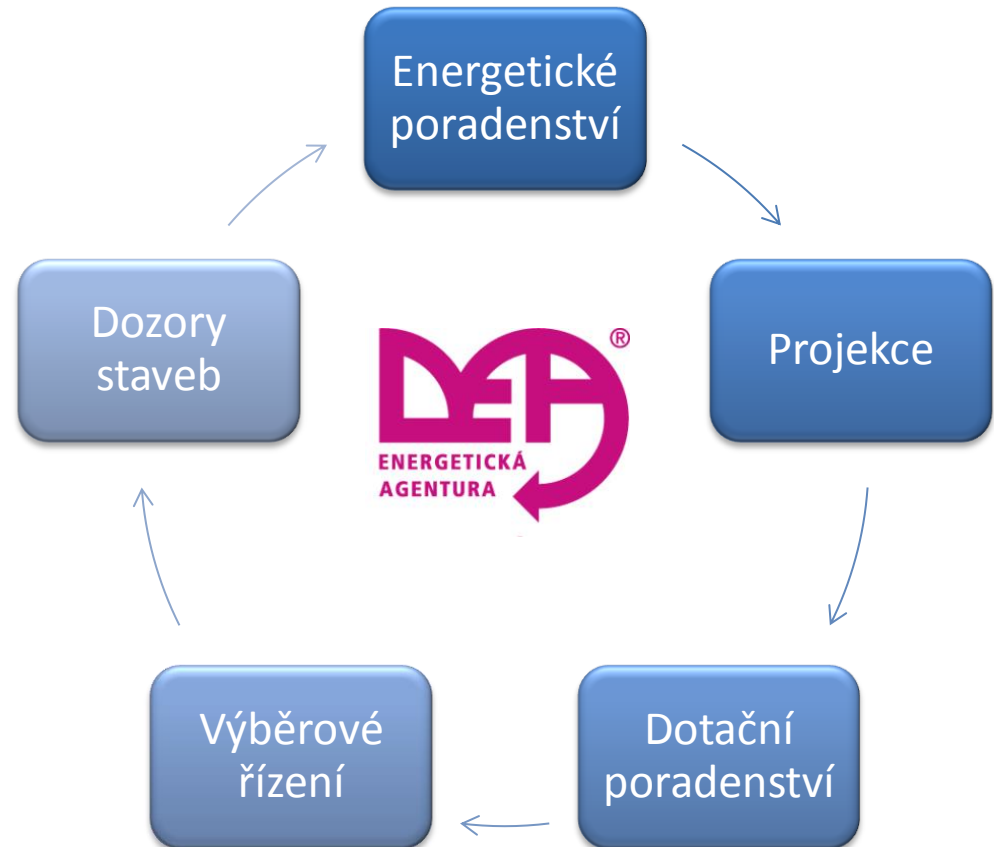 Energetické
poradenství
Projekce
Dotační
poradenství
Výběrové
řízení
Dozory
staveb
DEA®
ENERGETICKÁ
AGENTURA